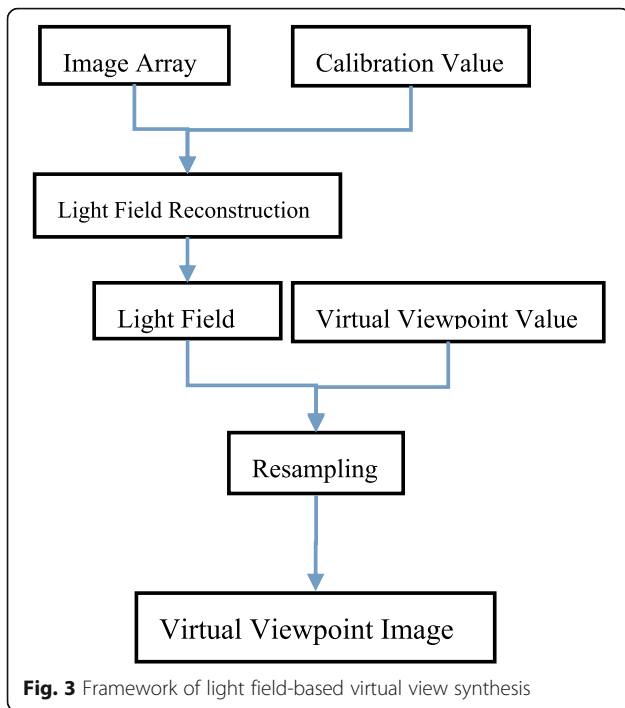 Image Array
Calibration Value
Light Field Reconstruction
Light Field
Virtual Viewpoint Value
Resampling
Virtual Viewpoint Image
Fig. 3 Framework of light field-based virtual view synthesis